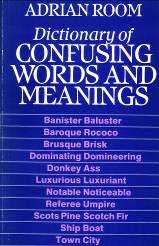 ADRIAN ROOM
Dictionary of
CONFUSING
WORDS AND
MEANINGS
Banister Baluster
Baroque Rococo
Brusque Brisk
Dominating Domineering
Donkey Ass
Luxurious Luxuriant
Notable Noticeable
Referee Umpire
Scots Pine Scotch Fir
Ship Boat
Town City